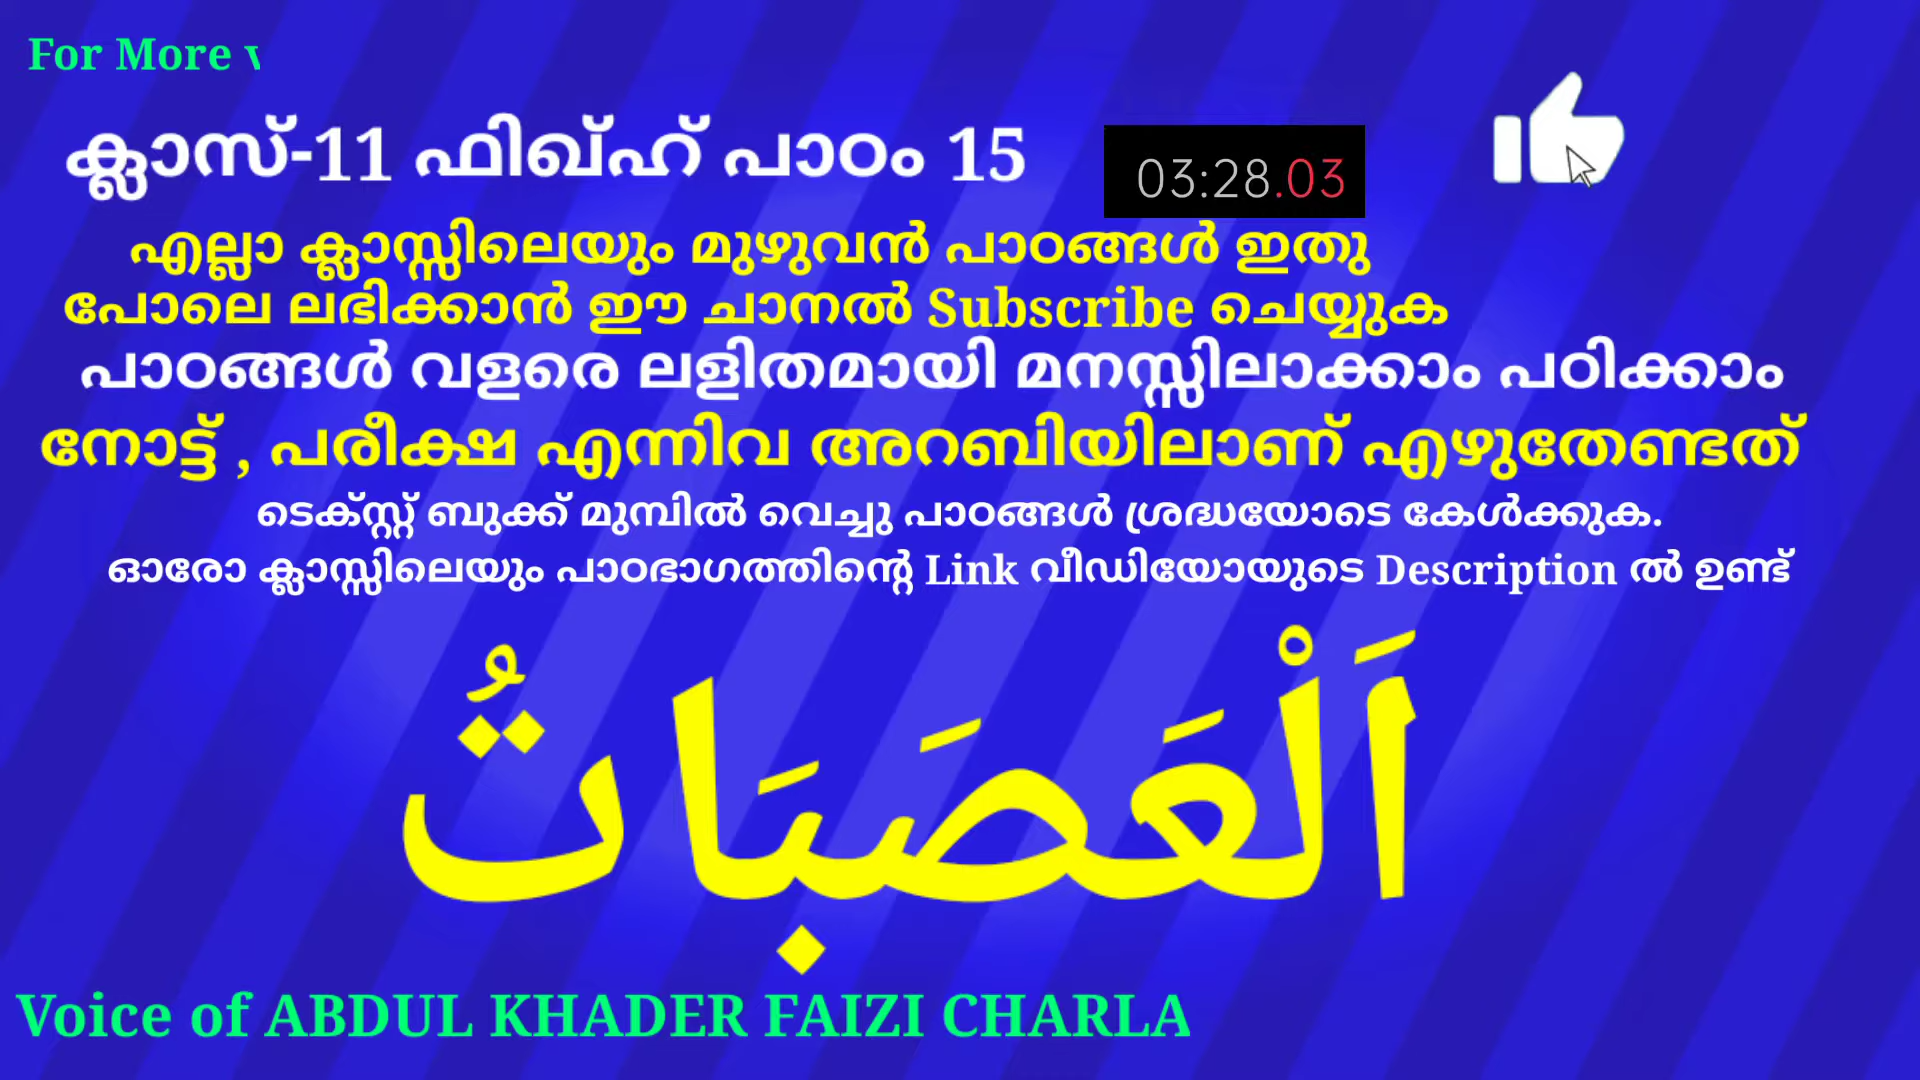 For More
ക്ലാസ്-11 ഫിഖ്ഹ് പാഠം 15
03:28.03
എല്ലാ ക്ലാസ്സിലെയും മുഴുവൻ പാഠങ്ങൾ ഇതു
പോലെ ലഭിക്കാൻ ഈ ചാനൽ Subscribe ചെയ്യുക
പാഠങ്ങൾ വളരെ ലളിതമായി മനസ്സിലാക്കാം പഠിക്കാം
നോട്ട് , പരീക്ഷ എന്നിവ അറബിയിലാണ് എഴുതേണ്ടത്
ടെക്സ്റ്റ് ബുക്ക് മുമ്പിൽ വെച്ചു പാഠങ്ങൾ ശ്രദ്ധയോടെ കേൾക്കുക.
ഓരോ ക്ലാസ്സിലെയും പാഠഭാഗത്തിന്റെ Link വീഡിയോയുടെ Description ൽ ഉണ്ട്
اَلْعَصَبَاتُ
Voice of ABDUL KHADER FAIZI CHARLA